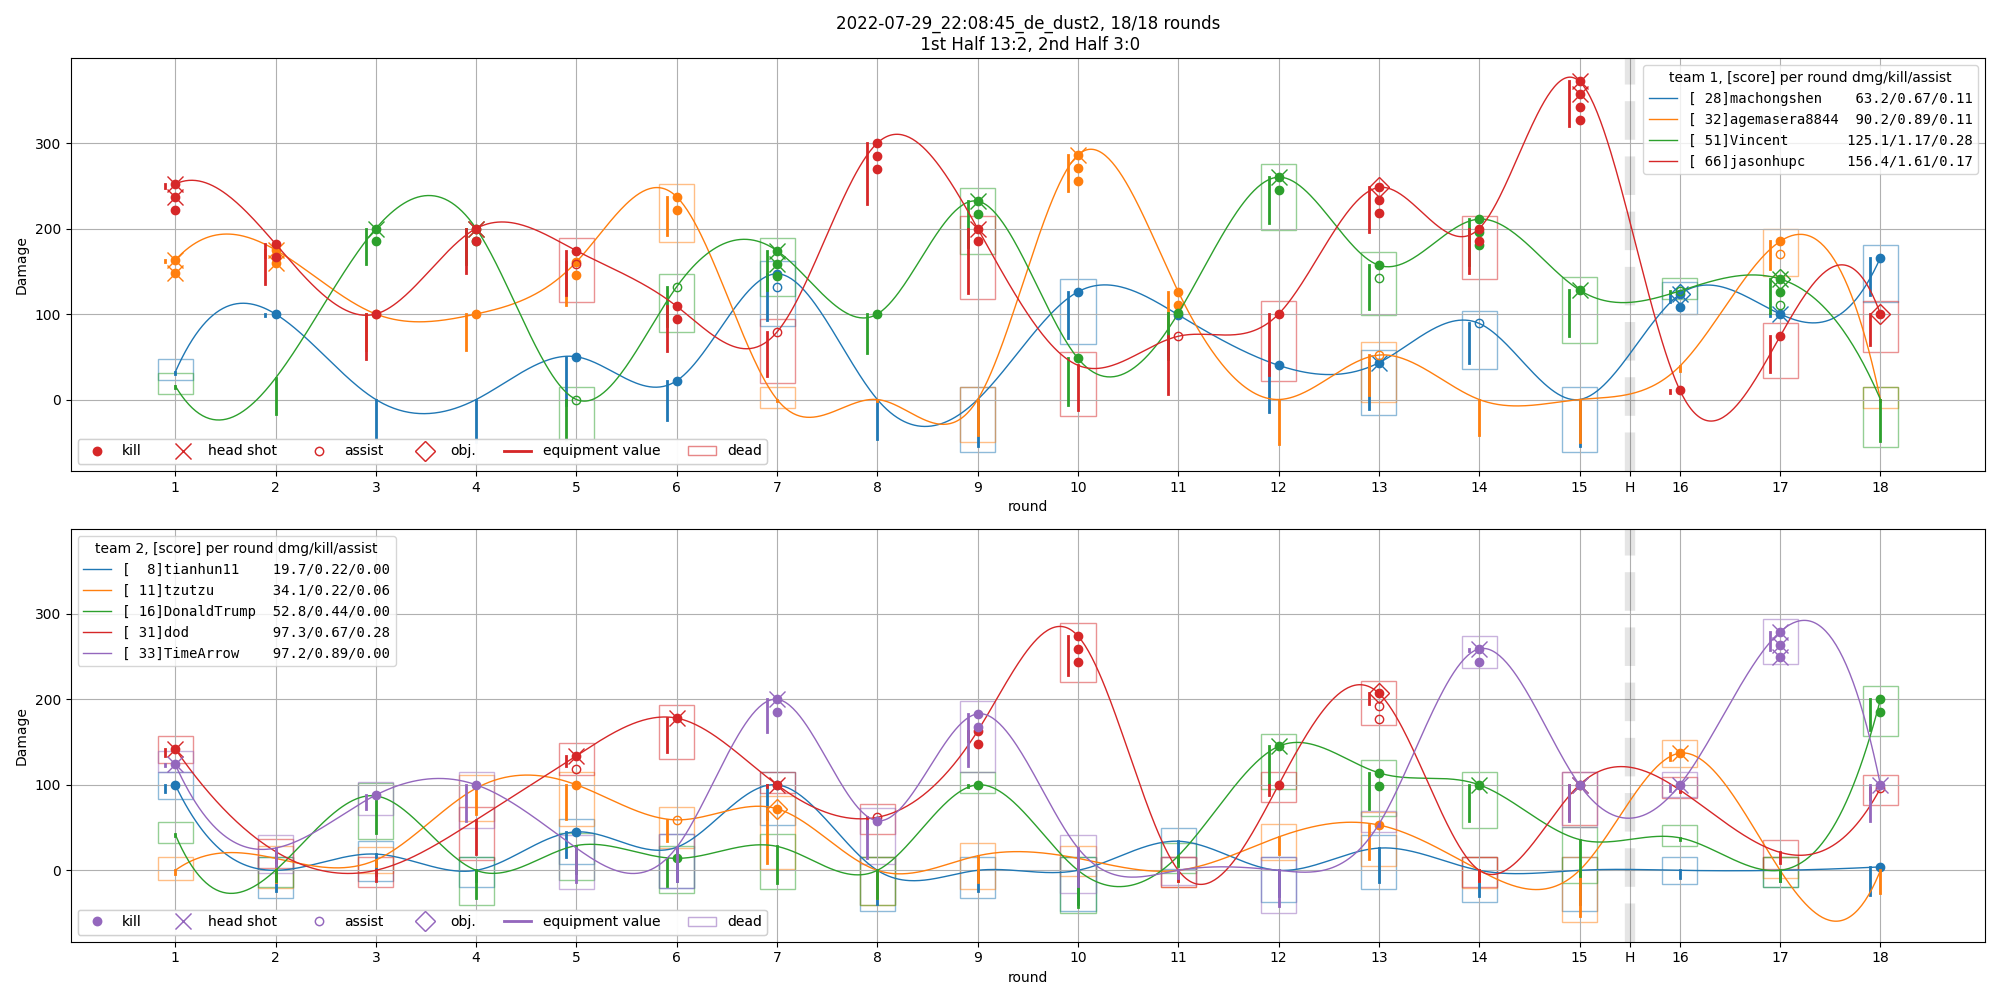 2022-07-29_22:08:45_de_dust2, 18/18 rounds
1st Half 13:2, 2nd Half 3:0
team 1, [score] per round dmg/kill/assist
[ 28]machongshen 63.2/0.67/0.11
[ 32]agemasera8844 90.2/0.89/0.11
[ 51]Vincent 125.1/1.17/0.28
[ 66]jasonhupc 156.4/1.61/0.17
Damage
300
200
100
0
kill head shot assist obj. equipment value dead
1 2 3 4 5 6 7 8 9 10 11 12 13 14 15 H 16 17 18
round
team 2, [score] per round dmg/kill/assist
[ 8]tianhun11 19.7/0.22/0.00
[ 11]tzutzu 34.1/0.22/0.06
[ 16]DonaldTrump 52.8/0.44/0.00
[ 31]dod 97.3/0.67/0.28
[ 33]TimeArrow 97.2/0.89/0.00
Damage
300
200
100
0
kill head shot assist obj. equipment value dead
1 2 3 4 5 6 7 8 9 10 11 12 13 14 15 H 16 17 18
round